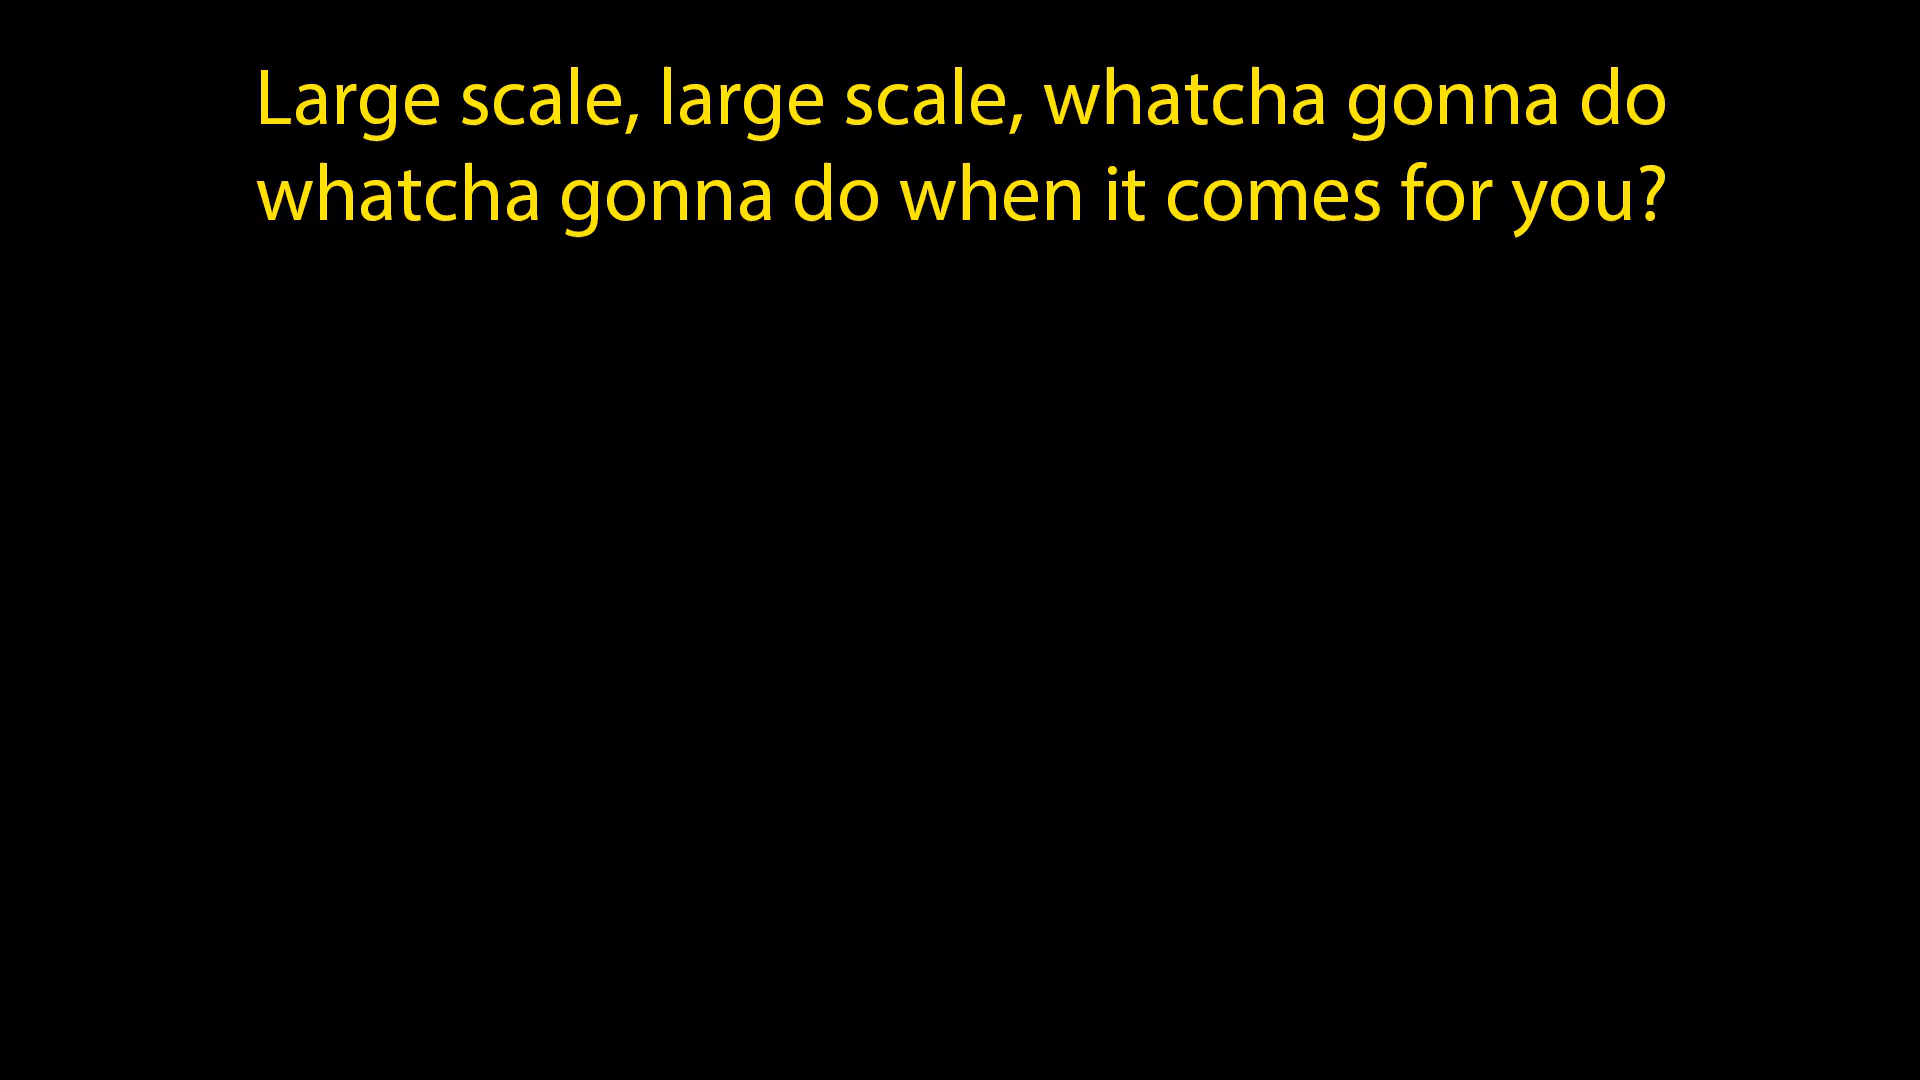 Large scale, large scale, whatcha gonna do
whatcha gonna do when it comes for you?